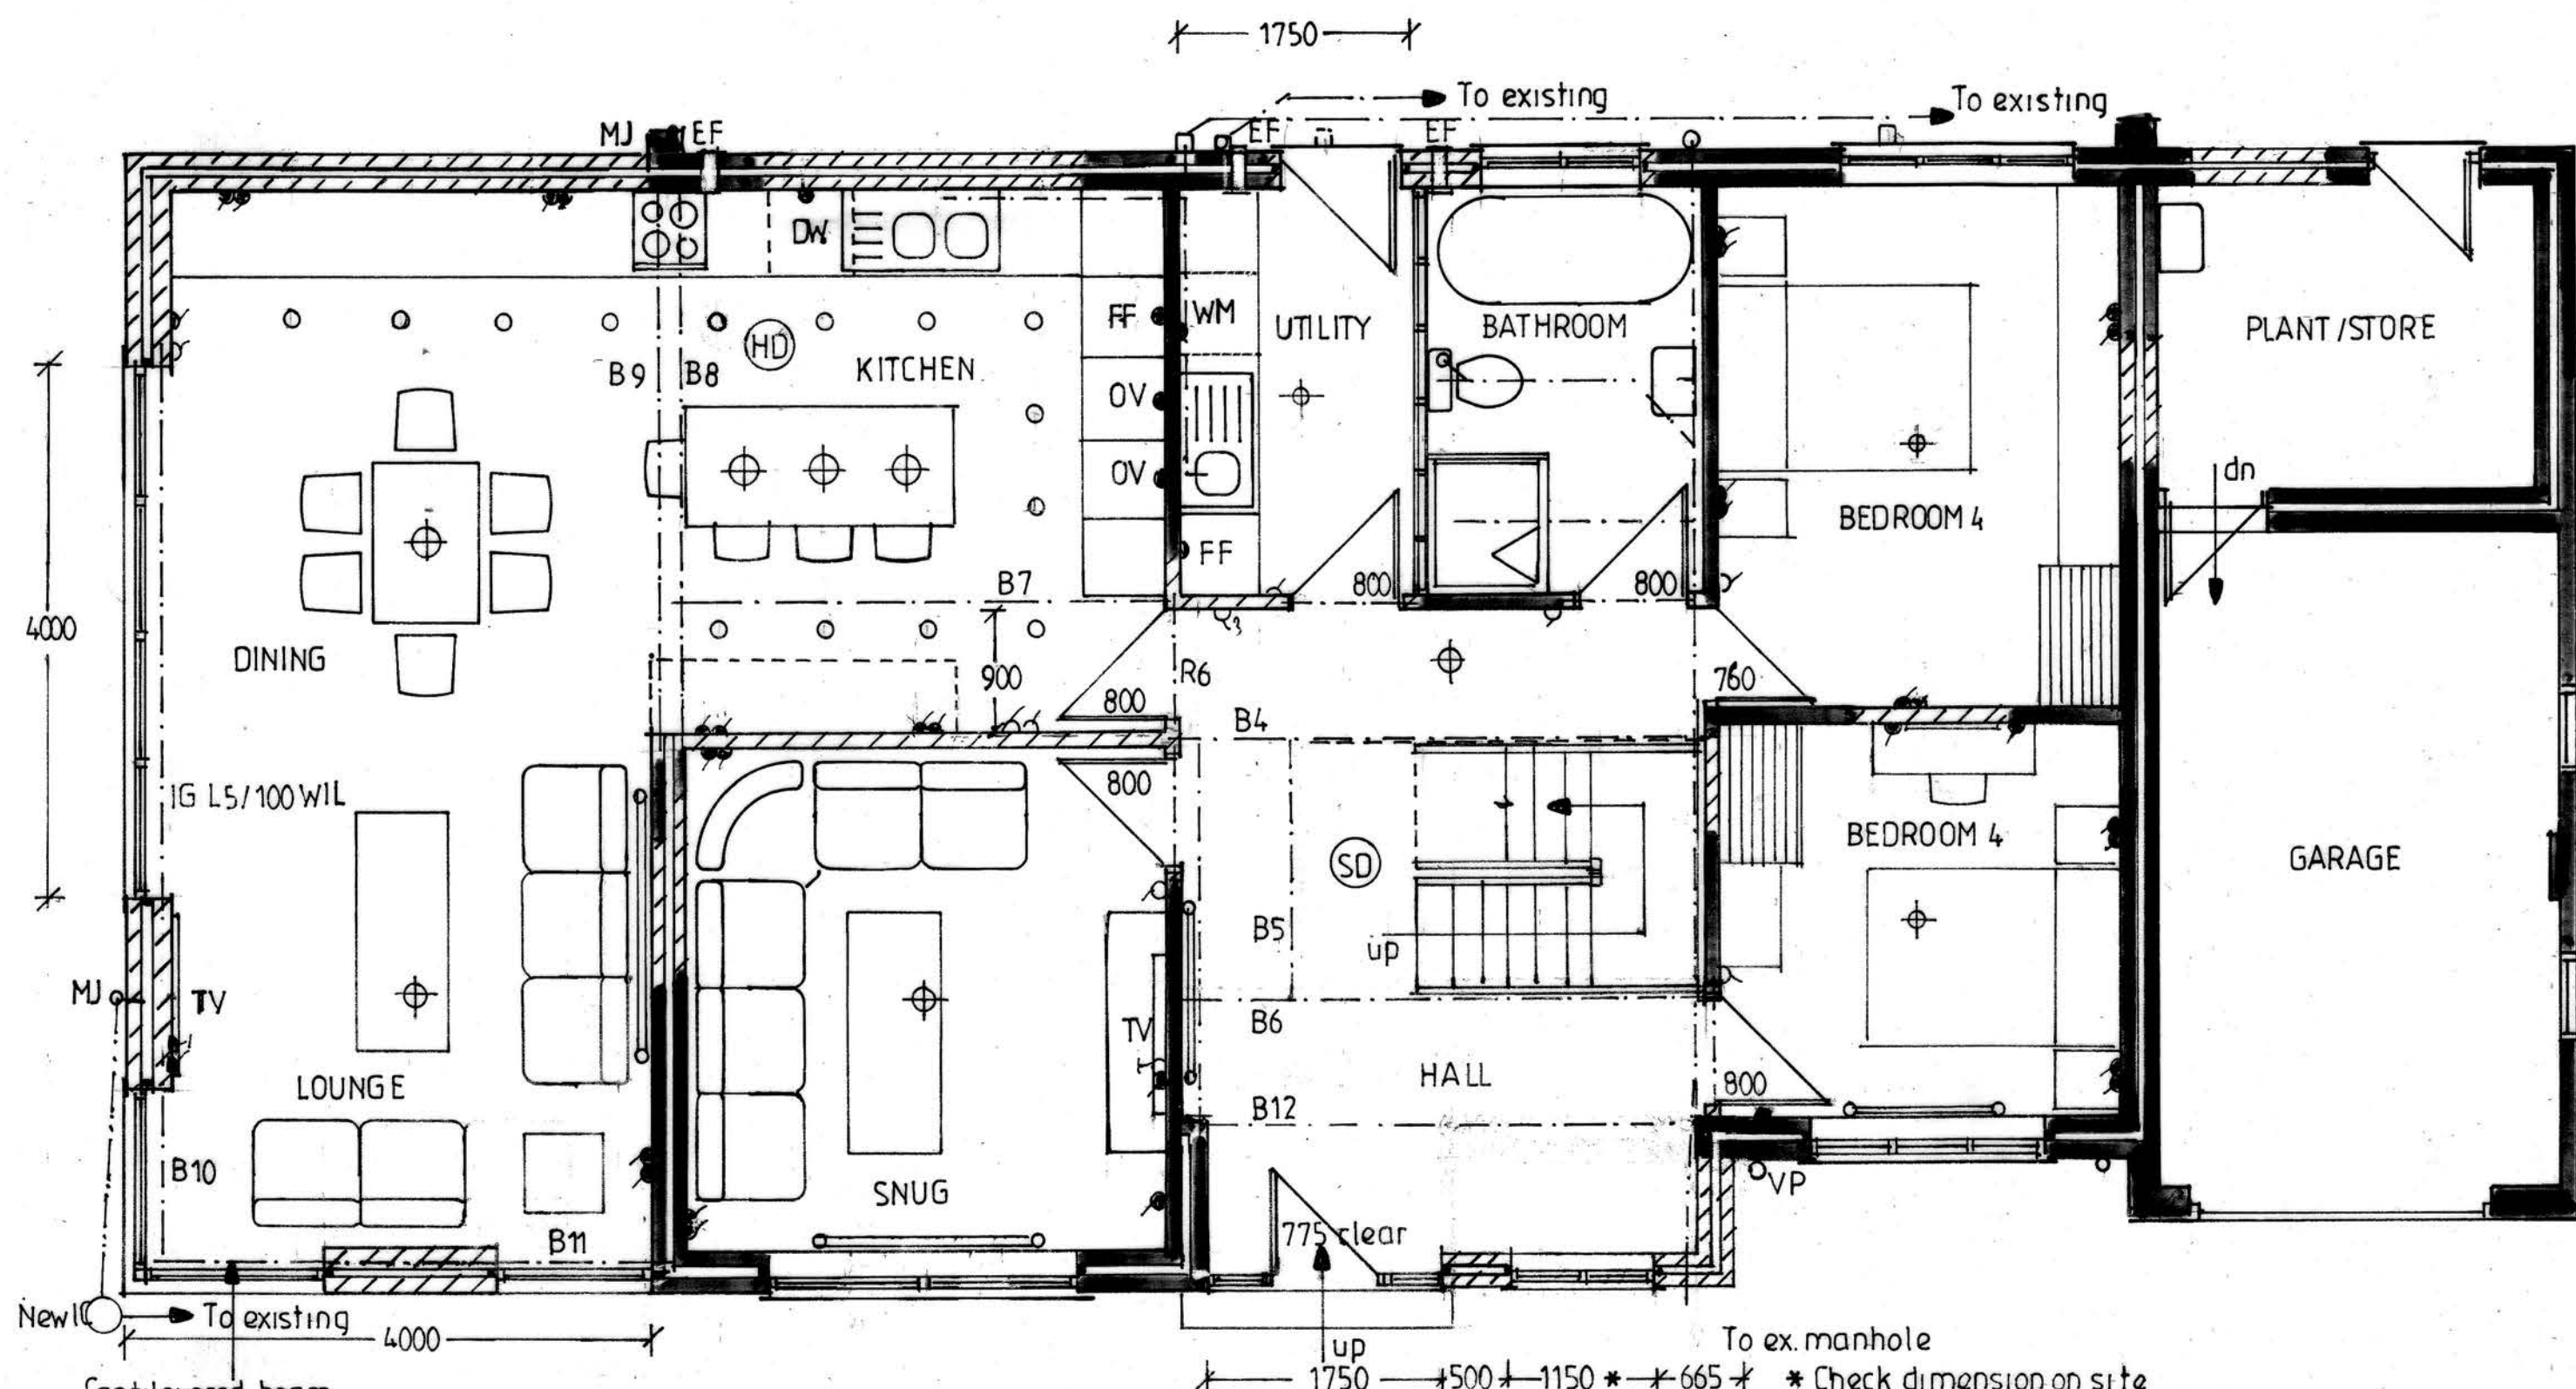 1750
To existing
To existing
MJ
EF
EF
EF
DW
HD
B9
B8
KITCHEN
FF
WM
UTILITY
BATHROOM
PLANT/STORE
OV
OV
dn
FF
BEDROOM 4
B7
800
800
4000
DINING
900
R6
800
760
B4
IG L5/100 WIL
800
BEDROOM 4
GARAGE
SD
B5
up
MJ
TV
TV
B6
HALL
LOUNGE
B12
800
B10
SNUG
VP
B11
775 clear
New IC
To existing
4000
up
To ex. manhole
1750
500
1150 *
665
* Check dimension on site
Cantilevered beam